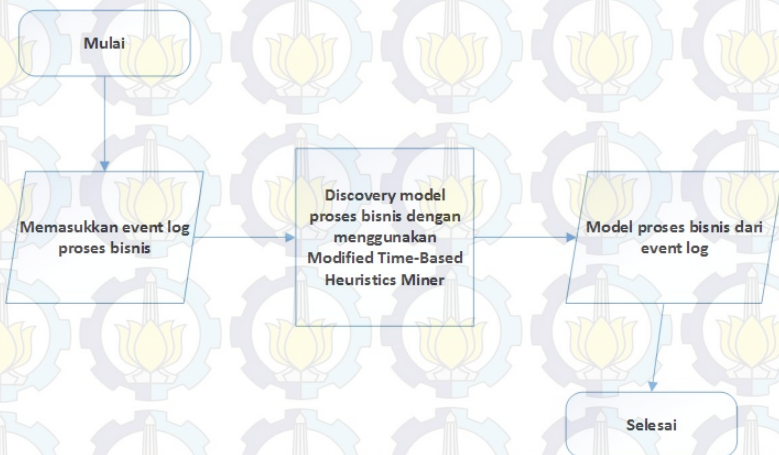 Mulai
Memasukkan event log
proses bisnis
Discovery model
proses bisnis dengan
menggunakan
Modified Time-Based
Heuristics Miner
Model proses bisnis dari
event log
Selesai